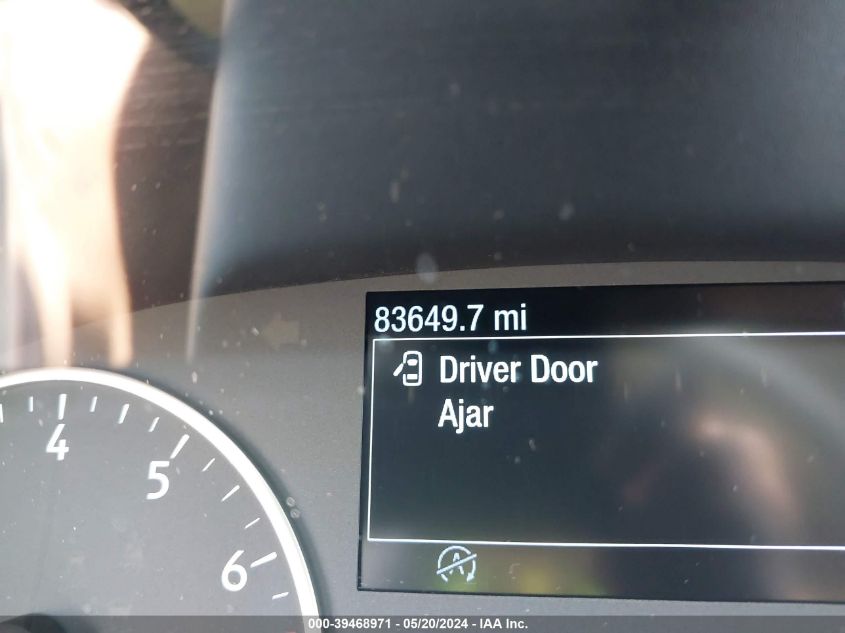 83649.7 mi
Driver Door
Ajar
4
5
6
A
000-39468971 - 05/20/2024 - IAA Inc.